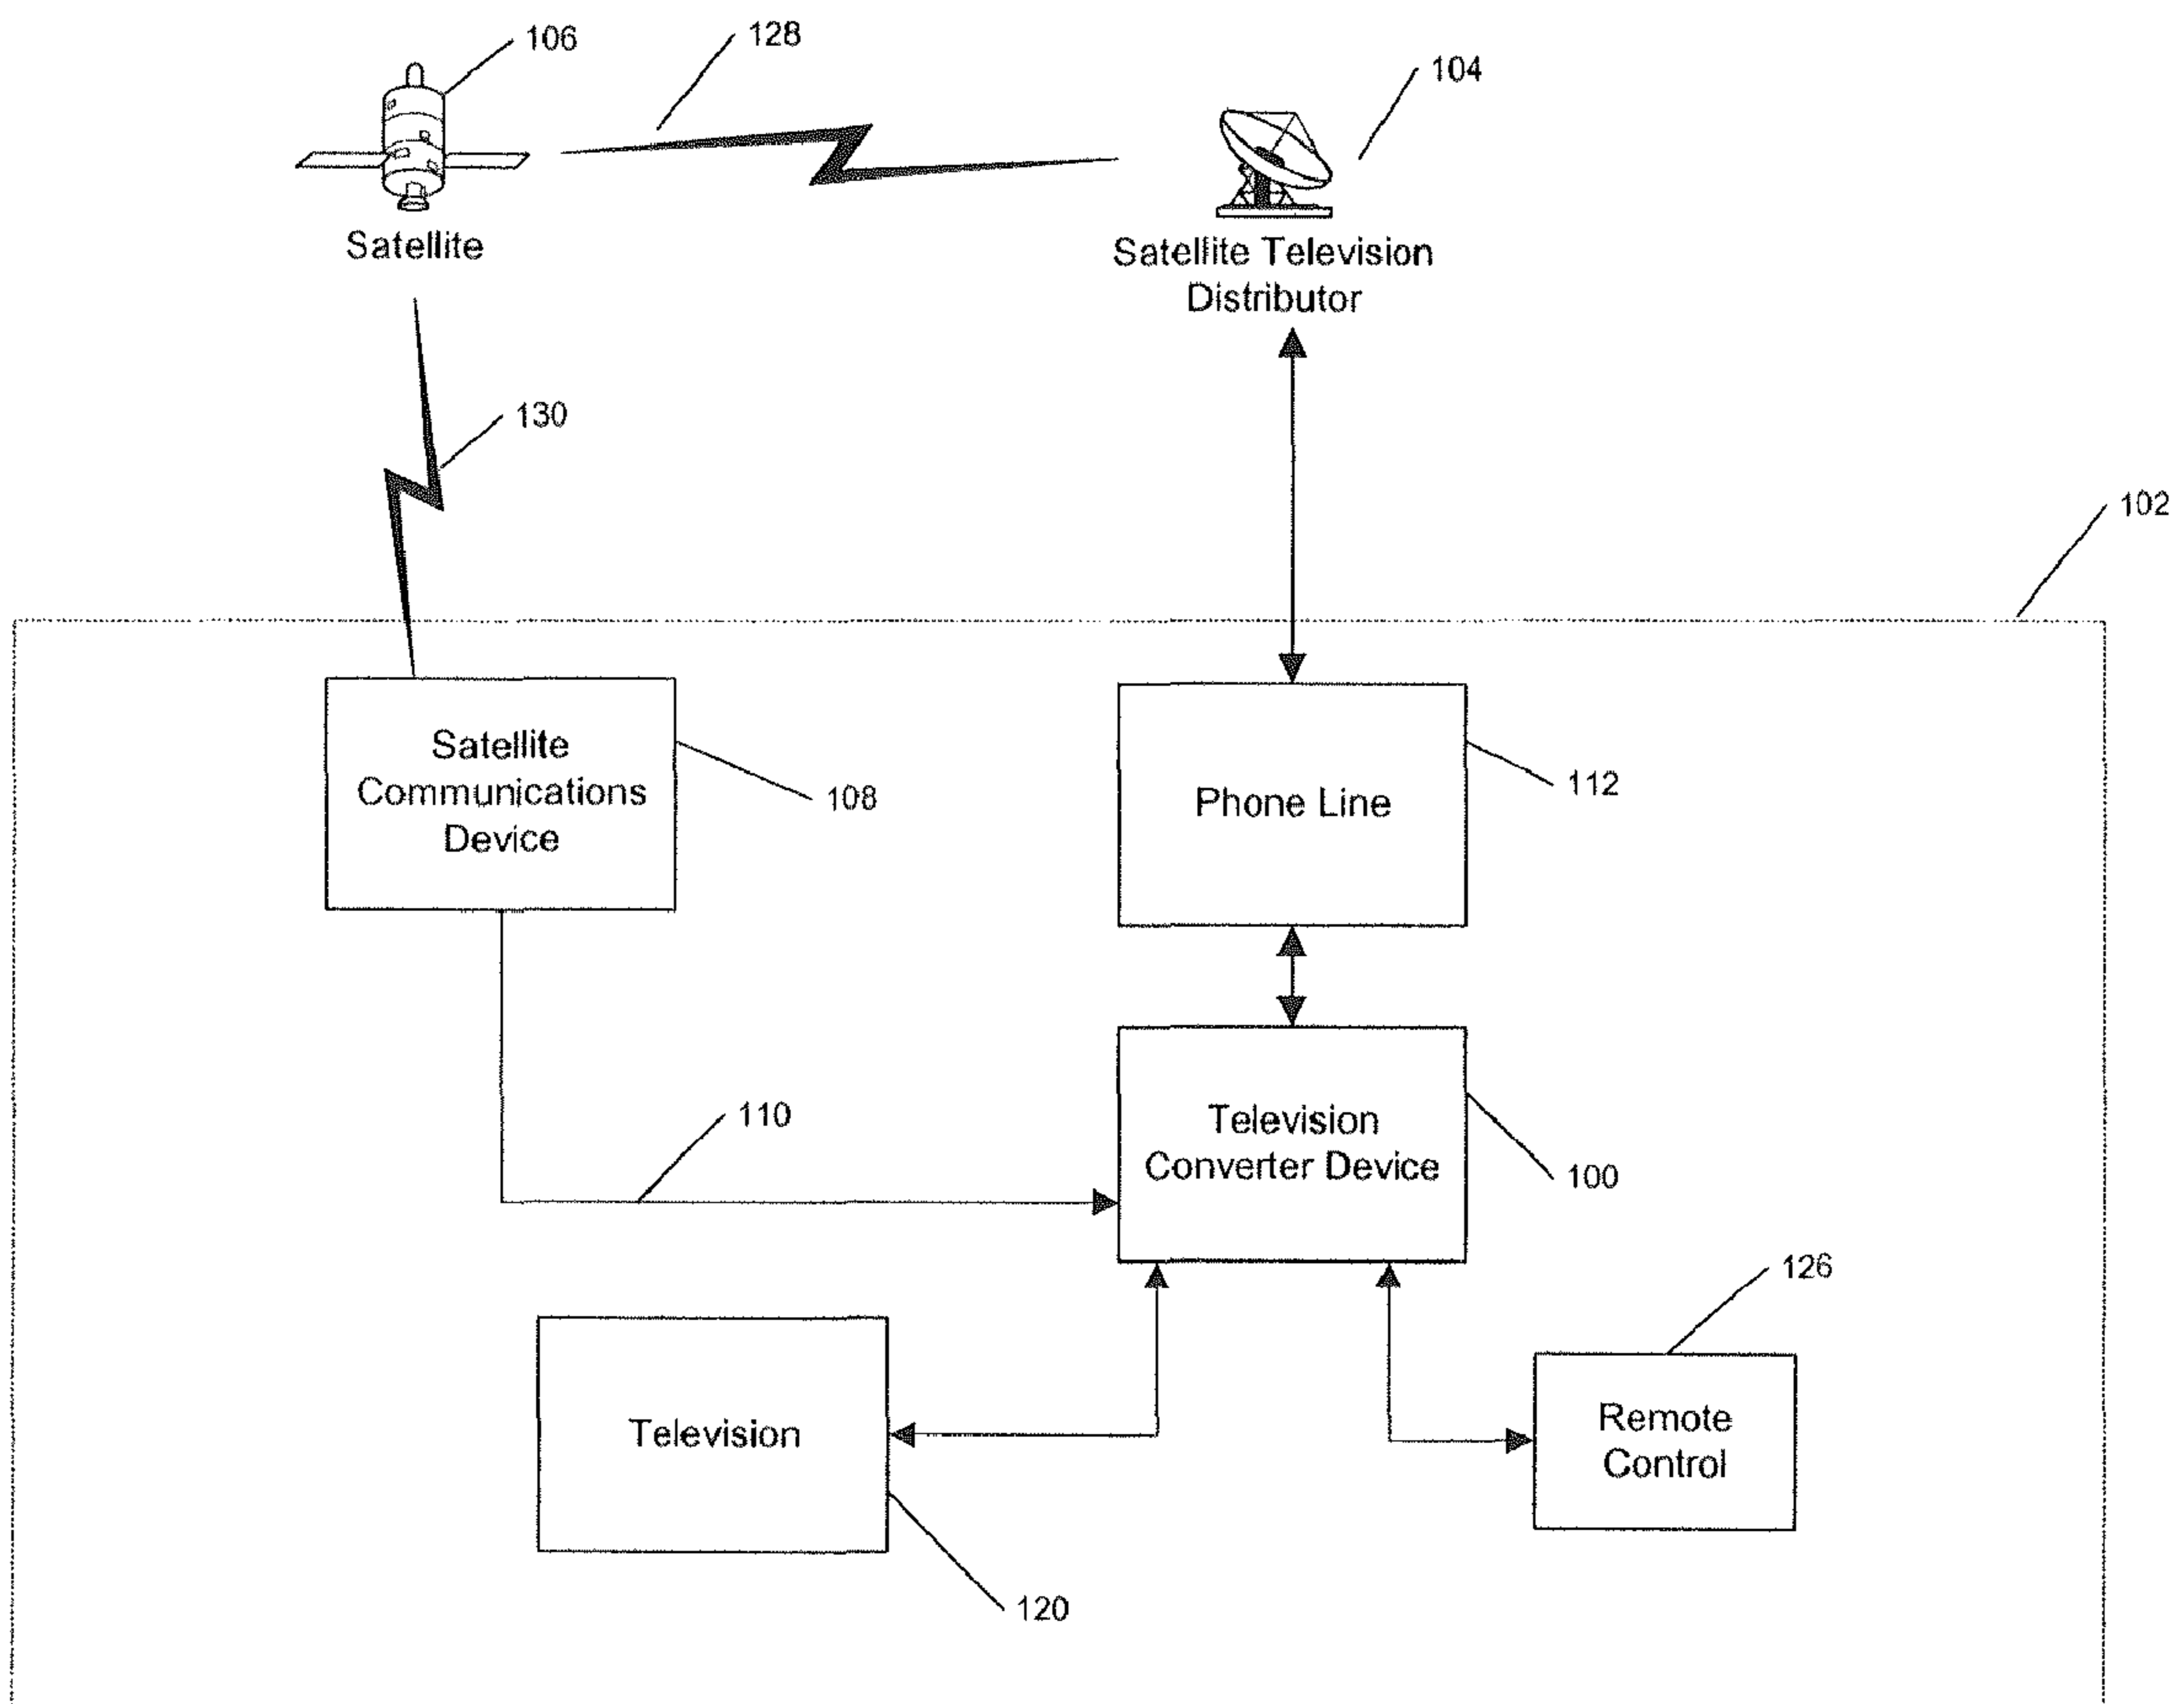 106
128
104
Satellite
Satellite Television
Distributor
130
102
Satellite
Communications
Device
108
Phone Line
112
110
Television
Converter Device
100
126
Television
Remote
Control
120